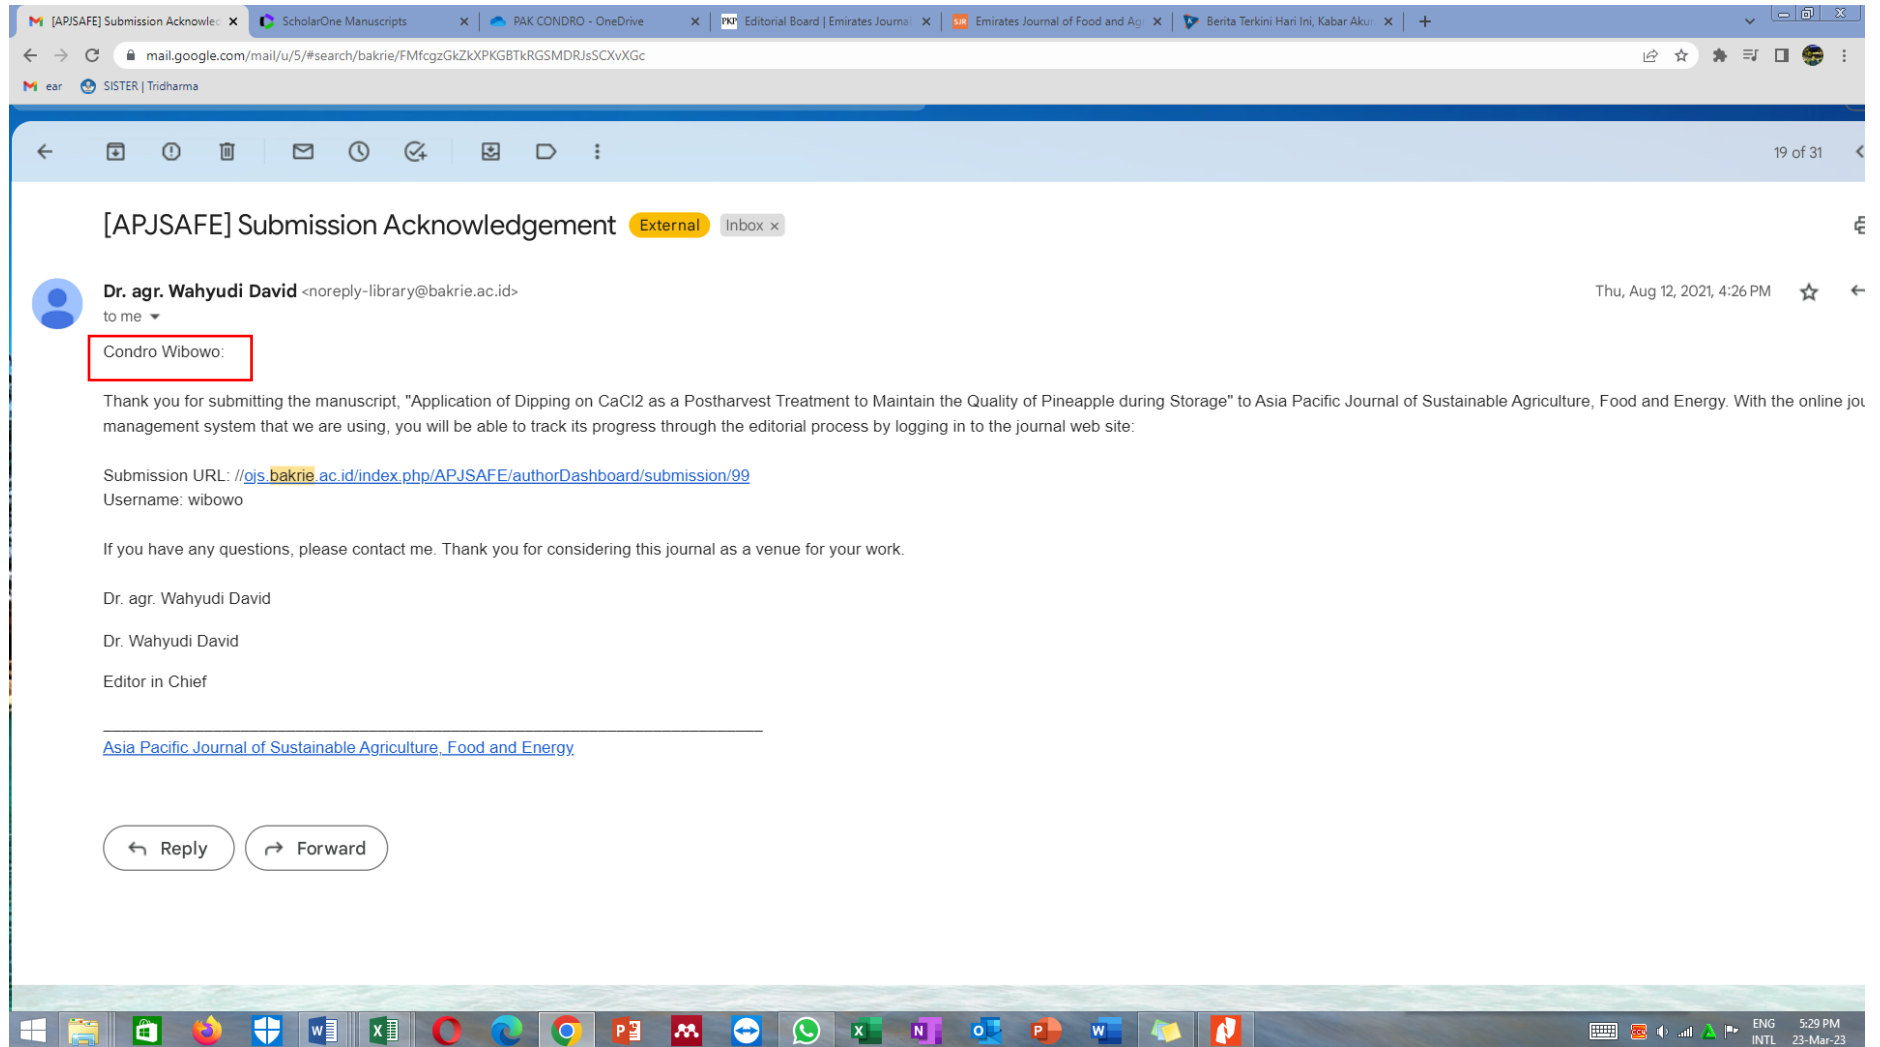 [APJSAFE] Submission Acknowled
ScholarOne Manuscripts
PAK CONDRO - OneDrive
PKP Editorial Board | Emirates Journal
SJR Emirates Journal of Food and Ag
Berita Terkini Hari Ini, Kabar Akur
mail.google.com/mail/u/5/#search/bakrie/FMfcgzGkZkXPKGBTkRGSMDRJsSCXvXGc
ear
SISTER | Tridharma
19 of 31
[APJSAFE] Submission Acknowledgement External Inbox ×
Dr. agr. Wahyudi David <noreply-library@bakrie.ac.id>
Thu, Aug 12, 2021, 4:26 PM
to me
Condro Wibowo:
Thank you for submitting the manuscript, "Application of Dipping on CaCl2 as a Postharvest Treatment to Maintain the Quality of Pineapple during Storage" to Asia Pacific Journal of Sustainable Agriculture, Food and Energy. With the online jou
management system that we are using, you will be able to track its progress through the editorial process by logging in to the journal web site:
Submission URL: //ojs.bakrie.ac.id/index.php/APJSAFE/authorDashboard/submission/99
Username: wibowo
If you have any questions, please contact me. Thank you for considering this journal as a venue for your work.
Dr. agr. Wahyudi David
Dr. Wahyudi David
Editor in Chief
Asia Pacific Journal of Sustainable Agriculture, Food and Energy
Reply
Forward
ENG
5:29 PM
INTL
23-Mar-23